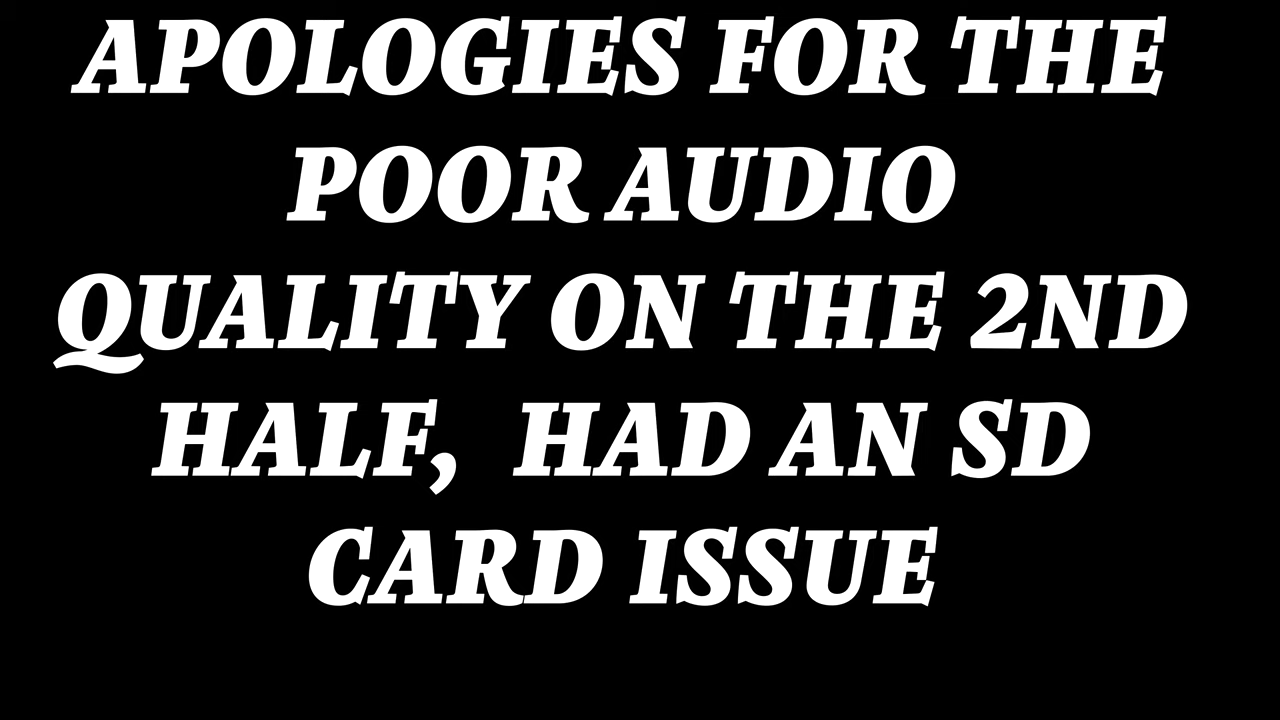 APOLOGIES FOR THE
POOR AUDIO
QUALITY ON THE 2ND
HALF,  HAD AN SD
CARD ISSUE